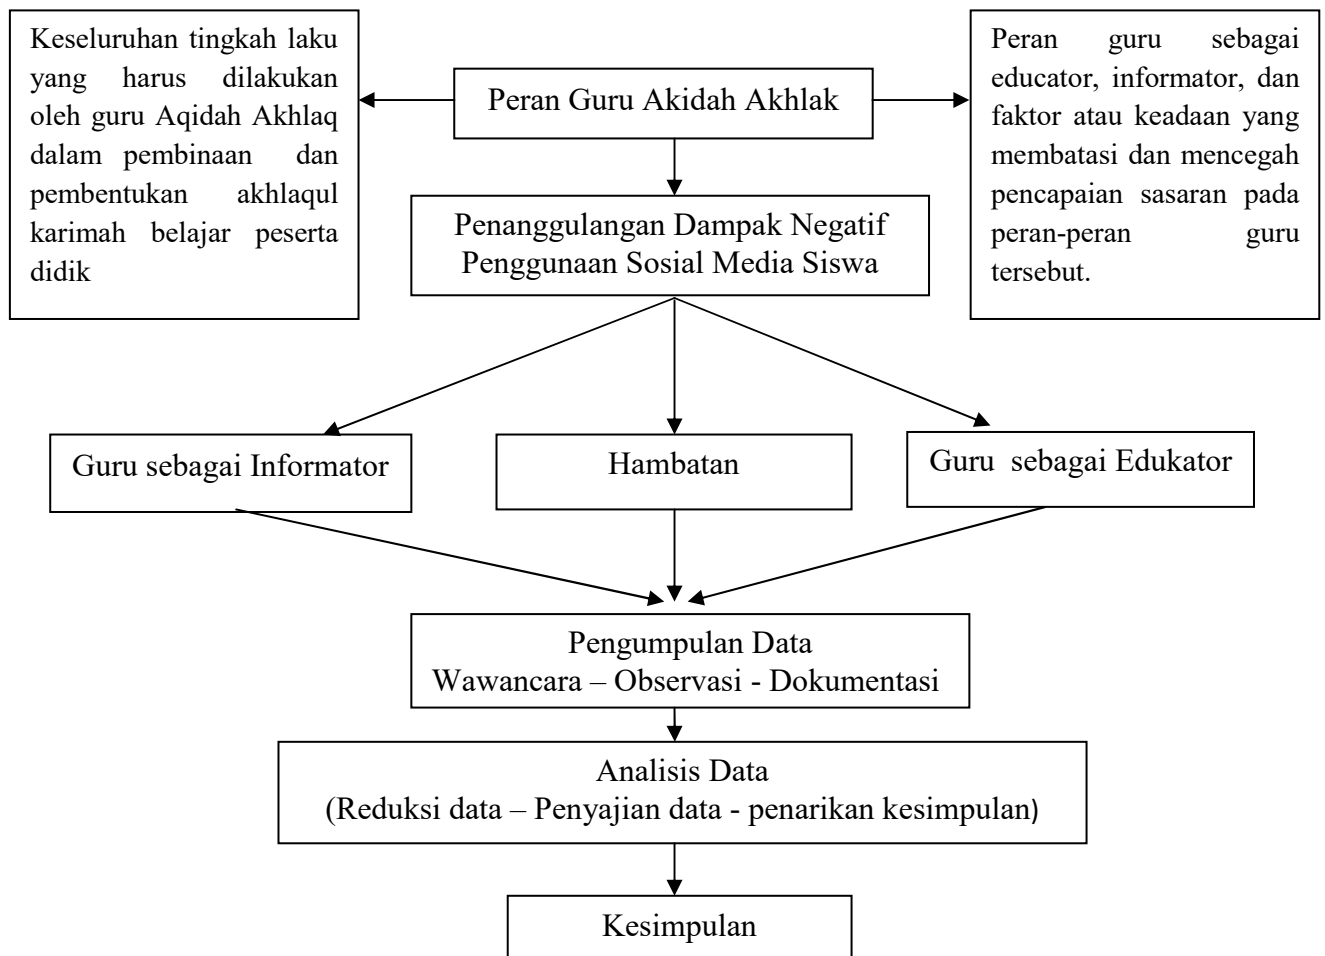 Keseluruhan tingkah laku
yang harus dilakukan
oleh guru Aqidah Akhlaq
dalam pembinaan dan
pembentukan akhlaqul
karimah belajar peserta
didik
Peran Guru Akidah Akhlak
Peran guru sebagai
educator, informator, dan
faktor atau keadaan yang
membatasi dan mencegah
pencapaian sasaran pada
peran-peran guru
tersebut.
Penanggulangan Dampak Negatif
Penggunaan Sosial Media Siswa
Guru sebagai Informator
Hambatan
Guru sebagai Edukator
Pengumpulan Data
Wawancara – Observasi - Dokumentasi
Analisis Data
(Reduksi data – Penyajian data - penarikan kesimpulan)
Kesimpulan